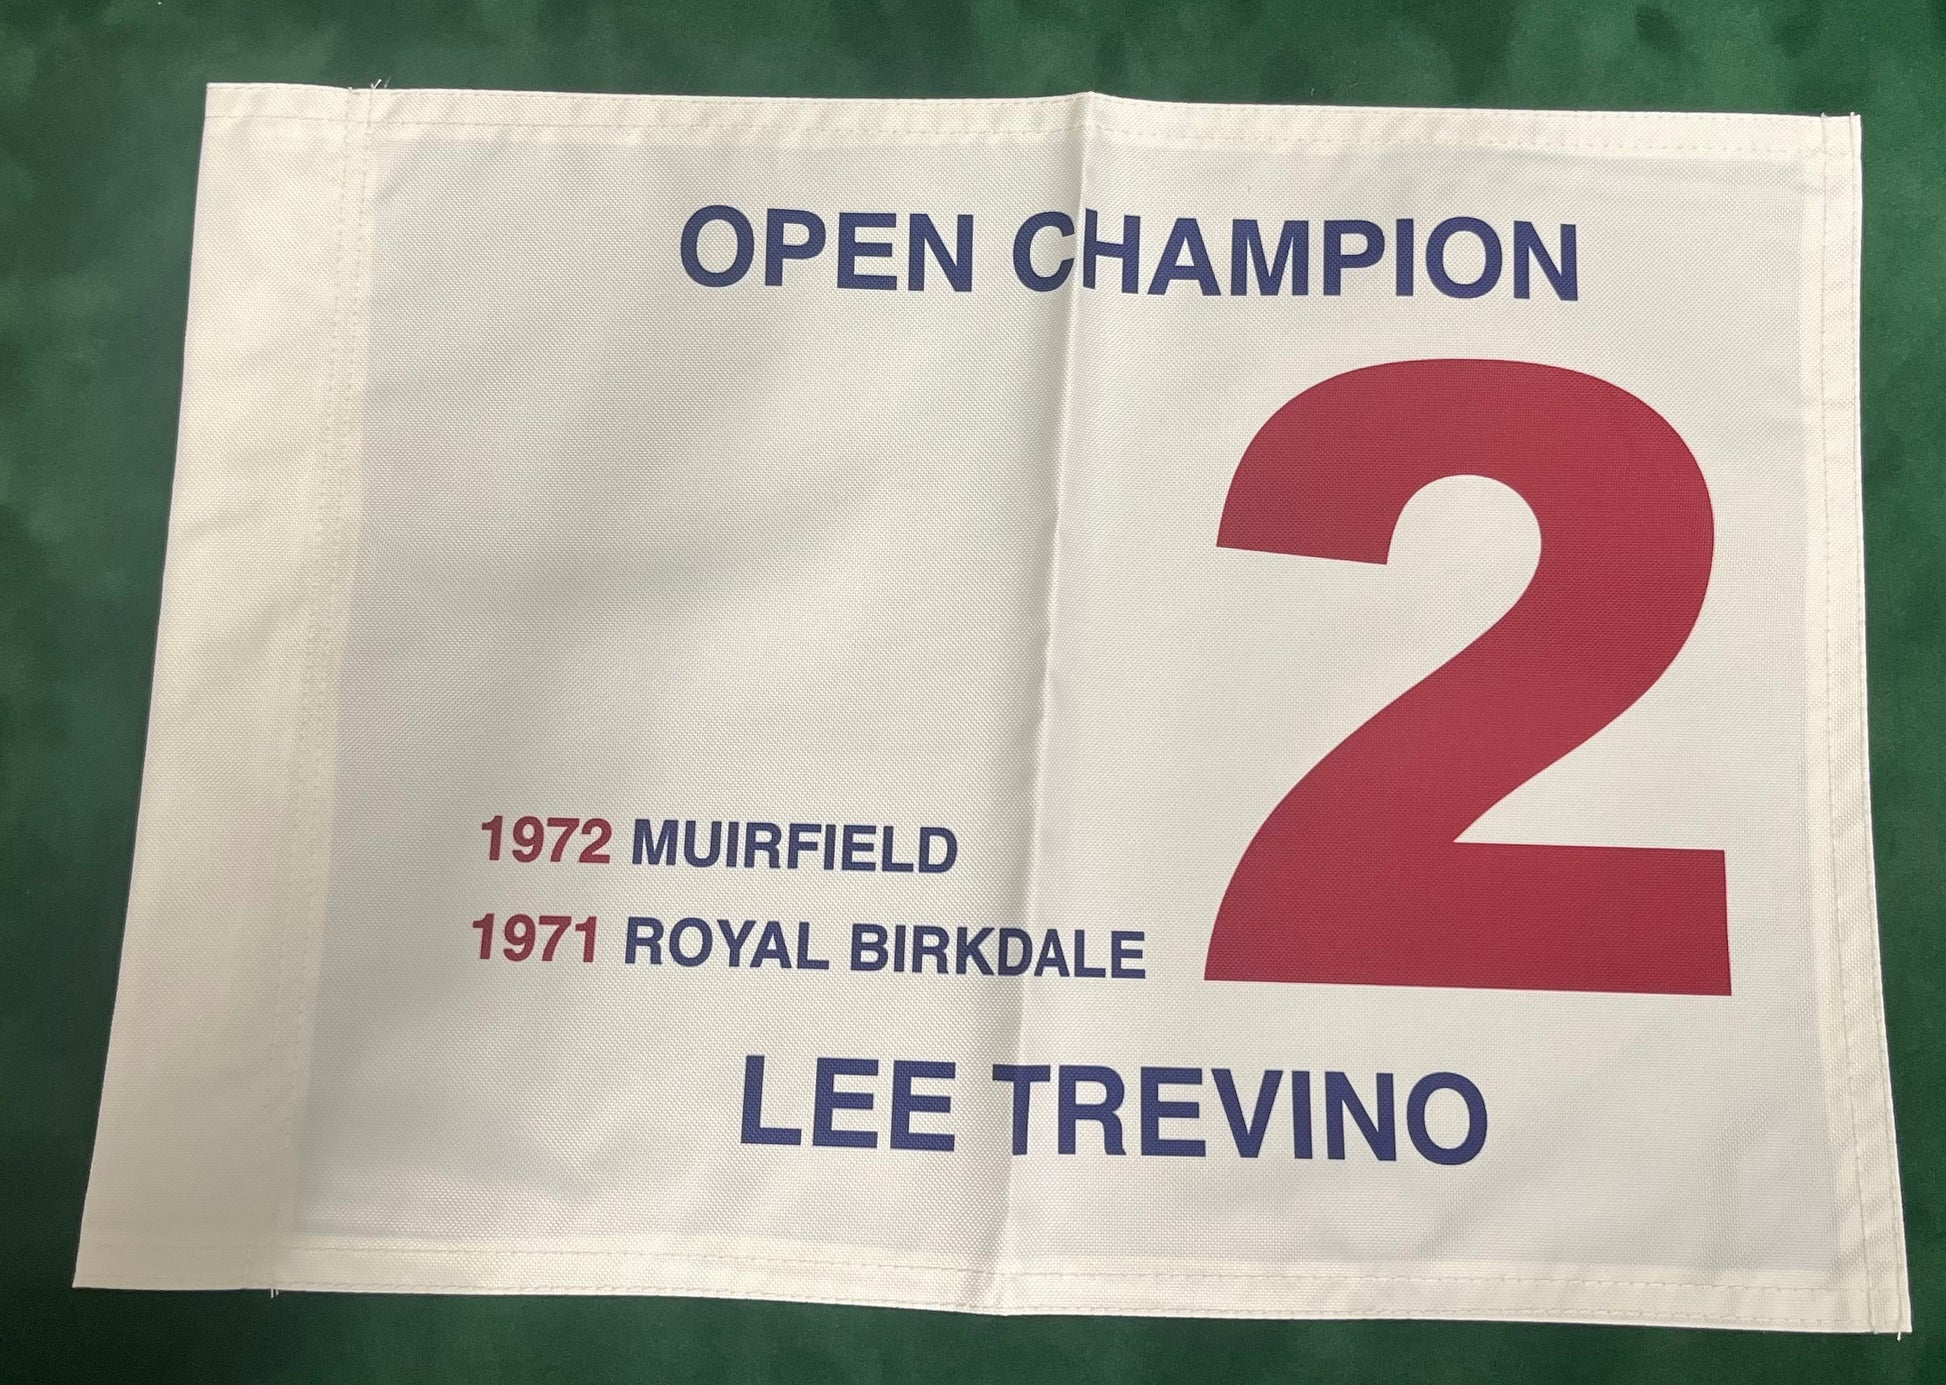 OPEN CHAMPION
2
1972 MUIRFIELD
1971 ROYAL BIRKDALE
LEE TREVINO